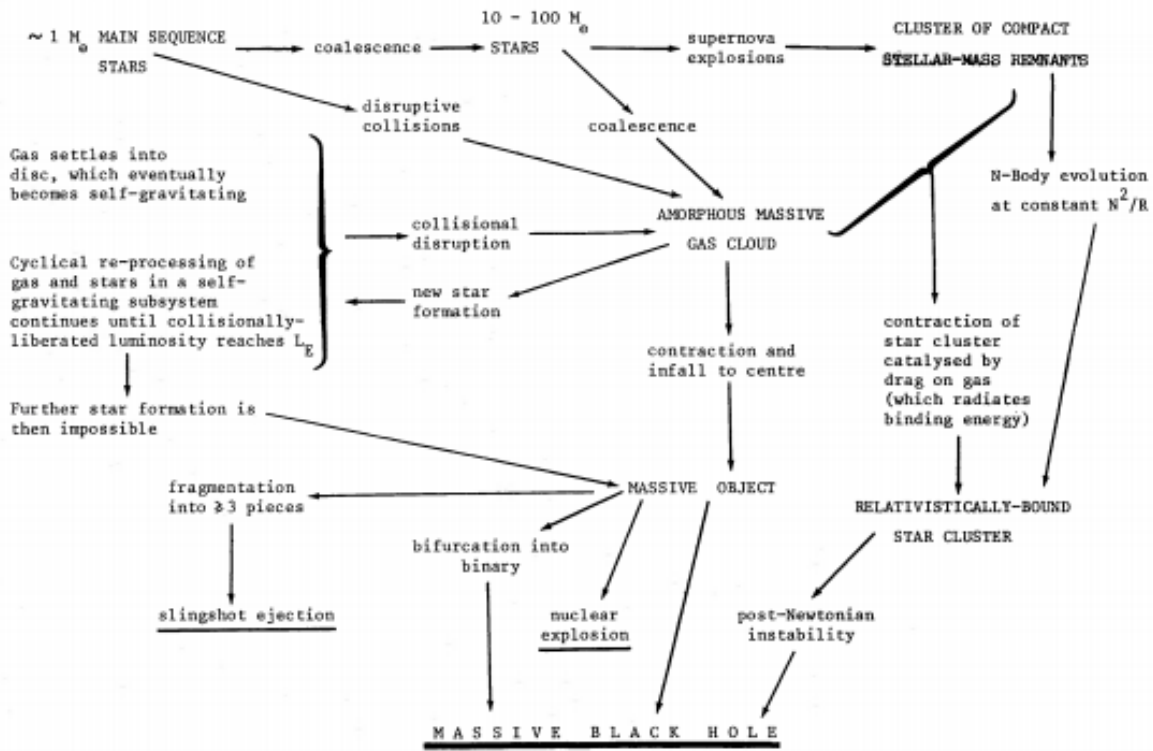 ~ 1 M⊙ MAIN SEQUENCE
STARS
coalescence
10 - 100 M⊙
STARS
supernova
explosions
CLUSTER OF COMPACT
STELLAR-MASS REMNANTS
disruptive
collisions
coalescence
Gas settles into
disc, which eventually
becomes self-gravitating
N-Body evolution
at constant N²/R
AMORPHOUS MASSIVE
GAS CLOUD
collisional
disruption
Cyclical re-processing of
gas and stars in a self-
gravitating subsystem
continues until collisionally-
liberated luminosity reaches L_E
new star
formation
contraction of
star cluster
catalysed by
drag on gas
(which radiates
binding energy)
contraction and
infall to centre
Further star formation is
then impossible
fragmentation
into ≳3 pieces
MASSIVE OBJECT
RELATIVISTICALLY-BOUND
STAR CLUSTER
bifurcation into
binary
slingshot ejection
nuclear
explosion
post-Newtonian
instability
MASSIVE BLACK HOLE